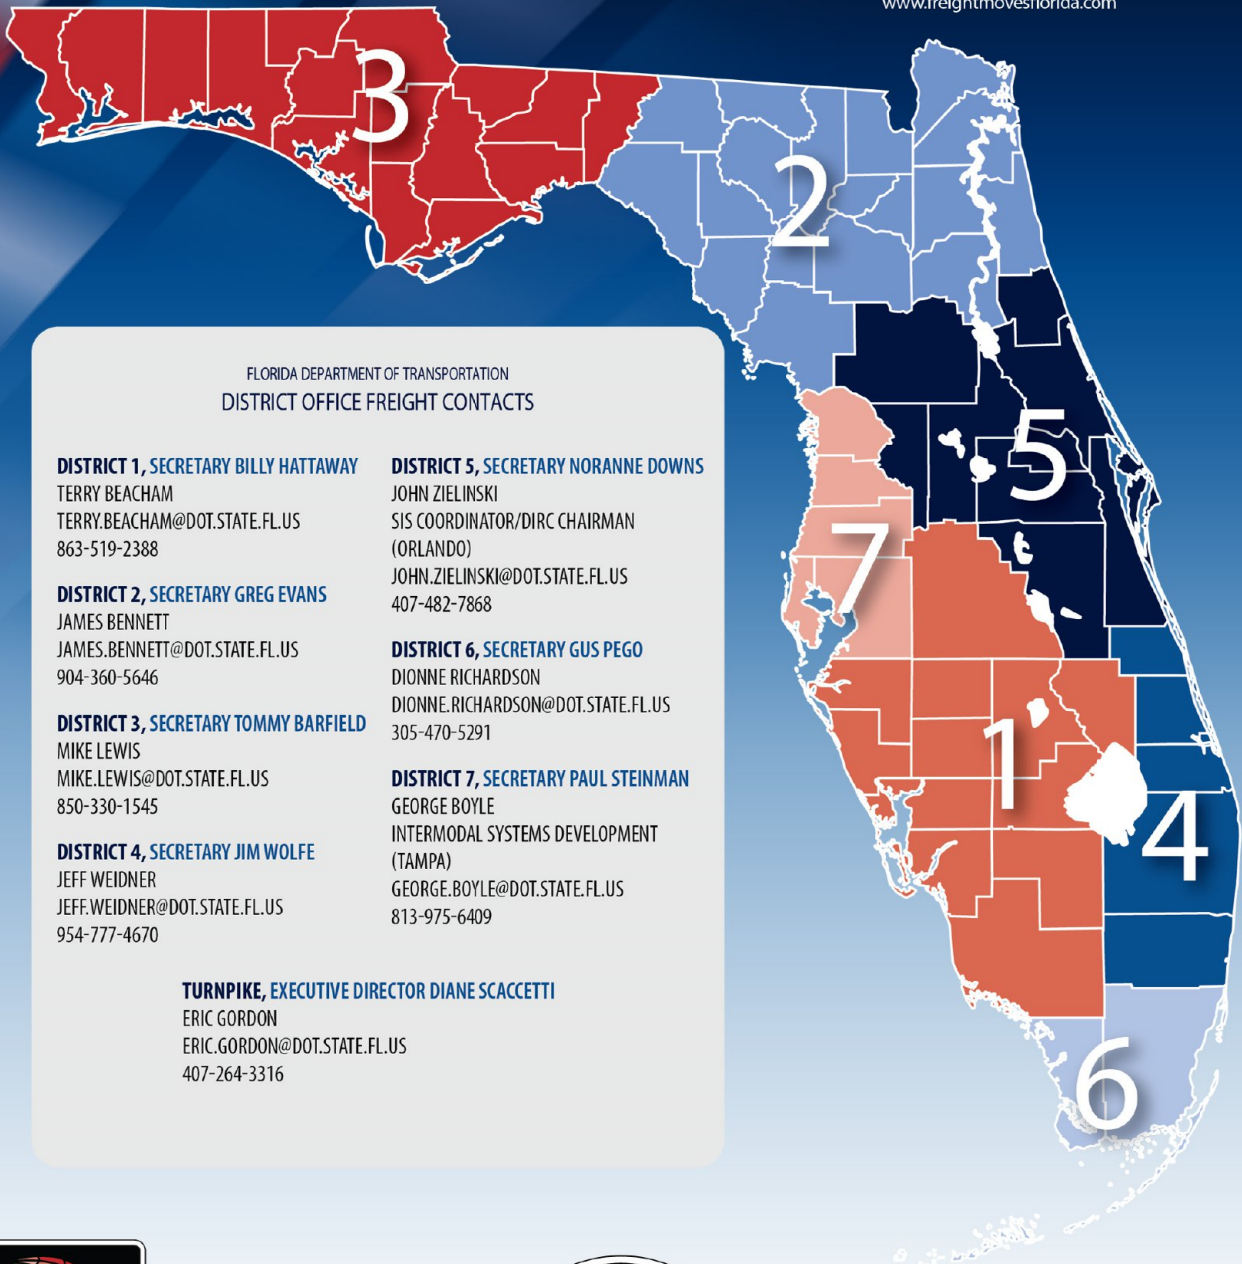 www.freightmovesflorida.com
3
2
5
7
1
4
6
FLORIDA DEPARTMENT OF TRANSPORTATION
DISTRICT OFFICE FREIGHT CONTACTS
DISTRICT 1, SECRETARY BILLY HATTAWAY
TERRY BEACHAM
TERRY.BEACHAM@DOT.STATE.FL.US
863-519-2388
DISTRICT 2, SECRETARY GREG EVANS
JAMES BENNETT
JAMES.BENNETT@DOT.STATE.FL.US
904-360-5646
DISTRICT 3, SECRETARY TOMMY BARFIELD
MIKE LEWIS
MIKE.LEWIS@DOT.STATE.FL.US
850-330-1545
DISTRICT 4, SECRETARY JIM WOLFE
JEFF WEIDNER
JEFF.WEIDNER@DOT.STATE.FL.US
954-777-4670
DISTRICT 5, SECRETARY NORANNE DOWNS
JOHN ZIELINSKI
SIS COORDINATOR/DIRC CHAIRMAN
(ORLANDO)
JOHN.ZIELINSKI@DOT.STATE.FL.US
407-482-7868
DISTRICT 6, SECRETARY GUS PEGO
DIONNE RICHARDSON
DIONNE.RICHARDSON@DOT.STATE.FL.US
305-470-5291
DISTRICT 7, SECRETARY PAUL STEINMAN
GEORGE BOYLE
INTERMODAL SYSTEMS DEVELOPMENT
(TAMPA)
GEORGE.BOYLE@DOT.STATE.FL.US
813-975-6409
TURNPIKE, EXECUTIVE DIRECTOR DIANE SCACCETTI
ERIC GORDON
ERIC.GORDON@DOT.STATE.FL.US
407-264-3316